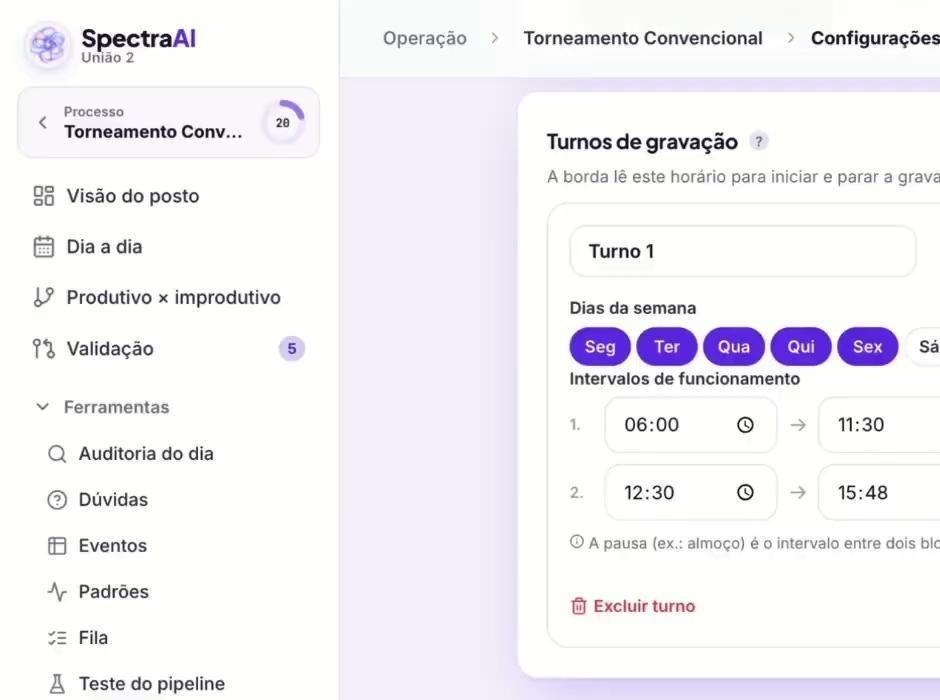 SpectraAI
União 2
Processo
Torneamento Conv...
20
Visão do posto
Dia a dia
Produtivo × improdutivo
Validação
5
Ferramentas
Auditoria do dia
Dúvidas
Eventos
Padrões
Fila
Teste do pipeline
Operação > Torneamento Convencional > Configurações
Turnos de gravação ?
A borda lê este horário para iniciar e parar a grava
Turno 1
Dias da semana
Seg Ter Qua Qui Sex Sá
Intervalos de funcionamento
1. 06:00 → 11:30
2. 12:30 → 15:48
A pausa (ex.: almoço) é o intervalo entre dois blo
Excluir turno